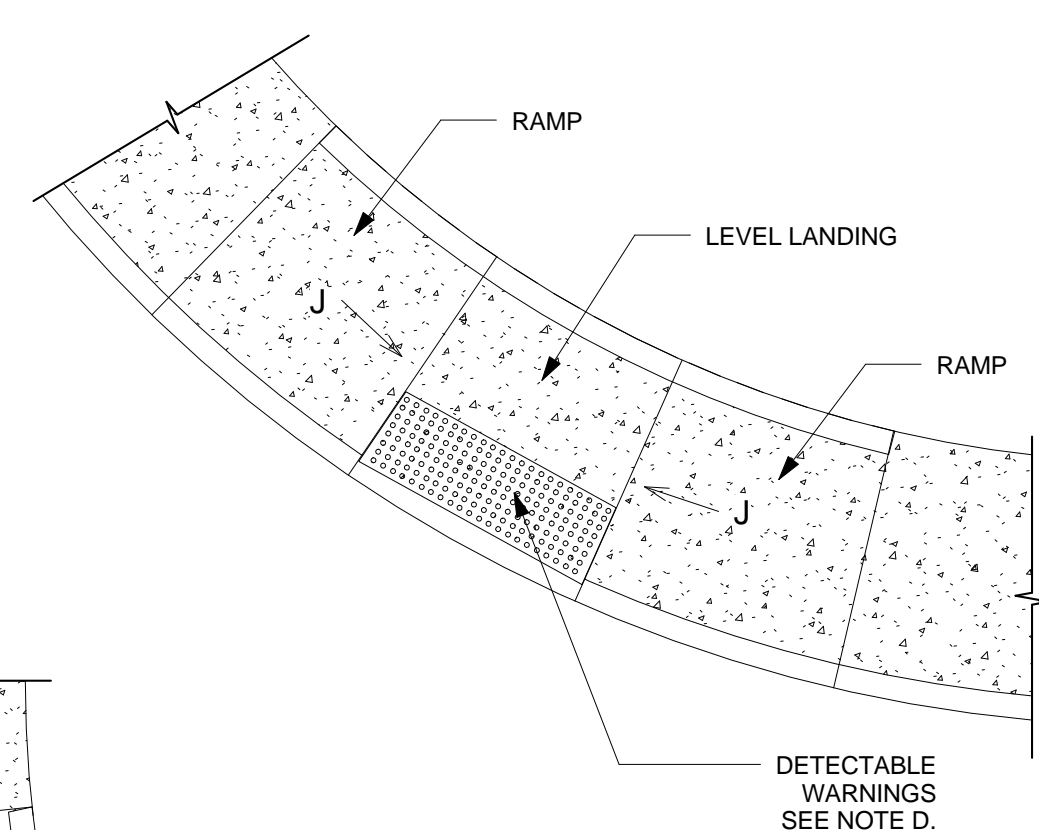 RAMP
LEVEL LANDING
J
RAMP
J
DETECTABLE
WARNINGS
SEE NOTE D.